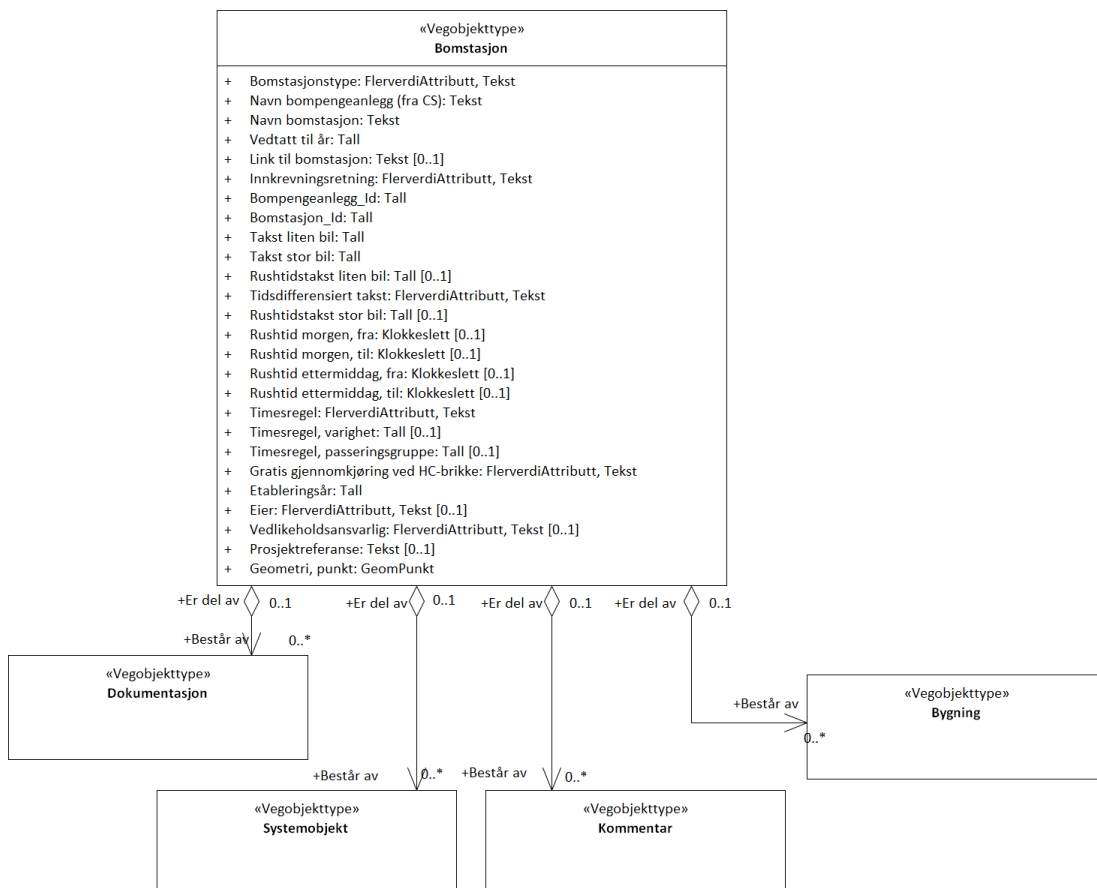 «Vegobjekttype»
Bomstasjon
+ Bomstasjonstype: FlerverdiAttributt, Tekst
+ Navn bompengeanlegg (fra CS): Tekst
+ Navn bomstasjon: Tekst
+ Vedtatt til år: Tall
+ Link til bomstasjon: Tekst [0..1]
+ Innkrevningsretning: FlerverdiAttributt, Tekst
+ Bompengeanlegg_Id: Tall
+ Bomstasjon_Id: Tall
+ Takst liten bil: Tall
+ Takst stor bil: Tall
+ Rushtidstakst liten bil: Tall [0..1]
+ Tidsdifferensiert takst: FlerverdiAttributt, Tekst
+ Rushtidstakst stor bil: Tall [0..1]
+ Rushtid morgen, fra: Klokkeslett [0..1]
+ Rushtid morgen, til: Klokkeslett [0..1]
+ Rushtid ettermiddag, fra: Klokkeslett [0..1]
+ Rushtid ettermiddag, til: Klokkeslett [0..1]
+ Timesregel: FlerverdiAttributt, Tekst
+ Timesregel, varighet: Tall [0..1]
+ Timesregel, passeringsgruppe: Tall [0..1]
+ Gratis gjennomkjøring ved HC-brikke: FlerverdiAttributt, Tekst
+ Etableringsår: Tall
+ Eier: FlerverdiAttributt, Tekst [0..1]
+ Vedlikeholdsansvarlig: FlerverdiAttributt, Tekst [0..1]
+ Prosjektreferanse: Tekst [0..1]
+ Geometri, punkt: GeomPunkt
+Er del av 0..1 +Er del av 0..1 +Er del av 0..1 +Er del av 0..1
+Består av 0..*
«Vegobjekttype»
Dokumentasjon
+Består av
0..*
«Vegobjekttype»
Bygning
+Består av 0..* +Består av 0..*
«Vegobjekttype»
Systemobjekt
«Vegobjekttype»
Kommentar